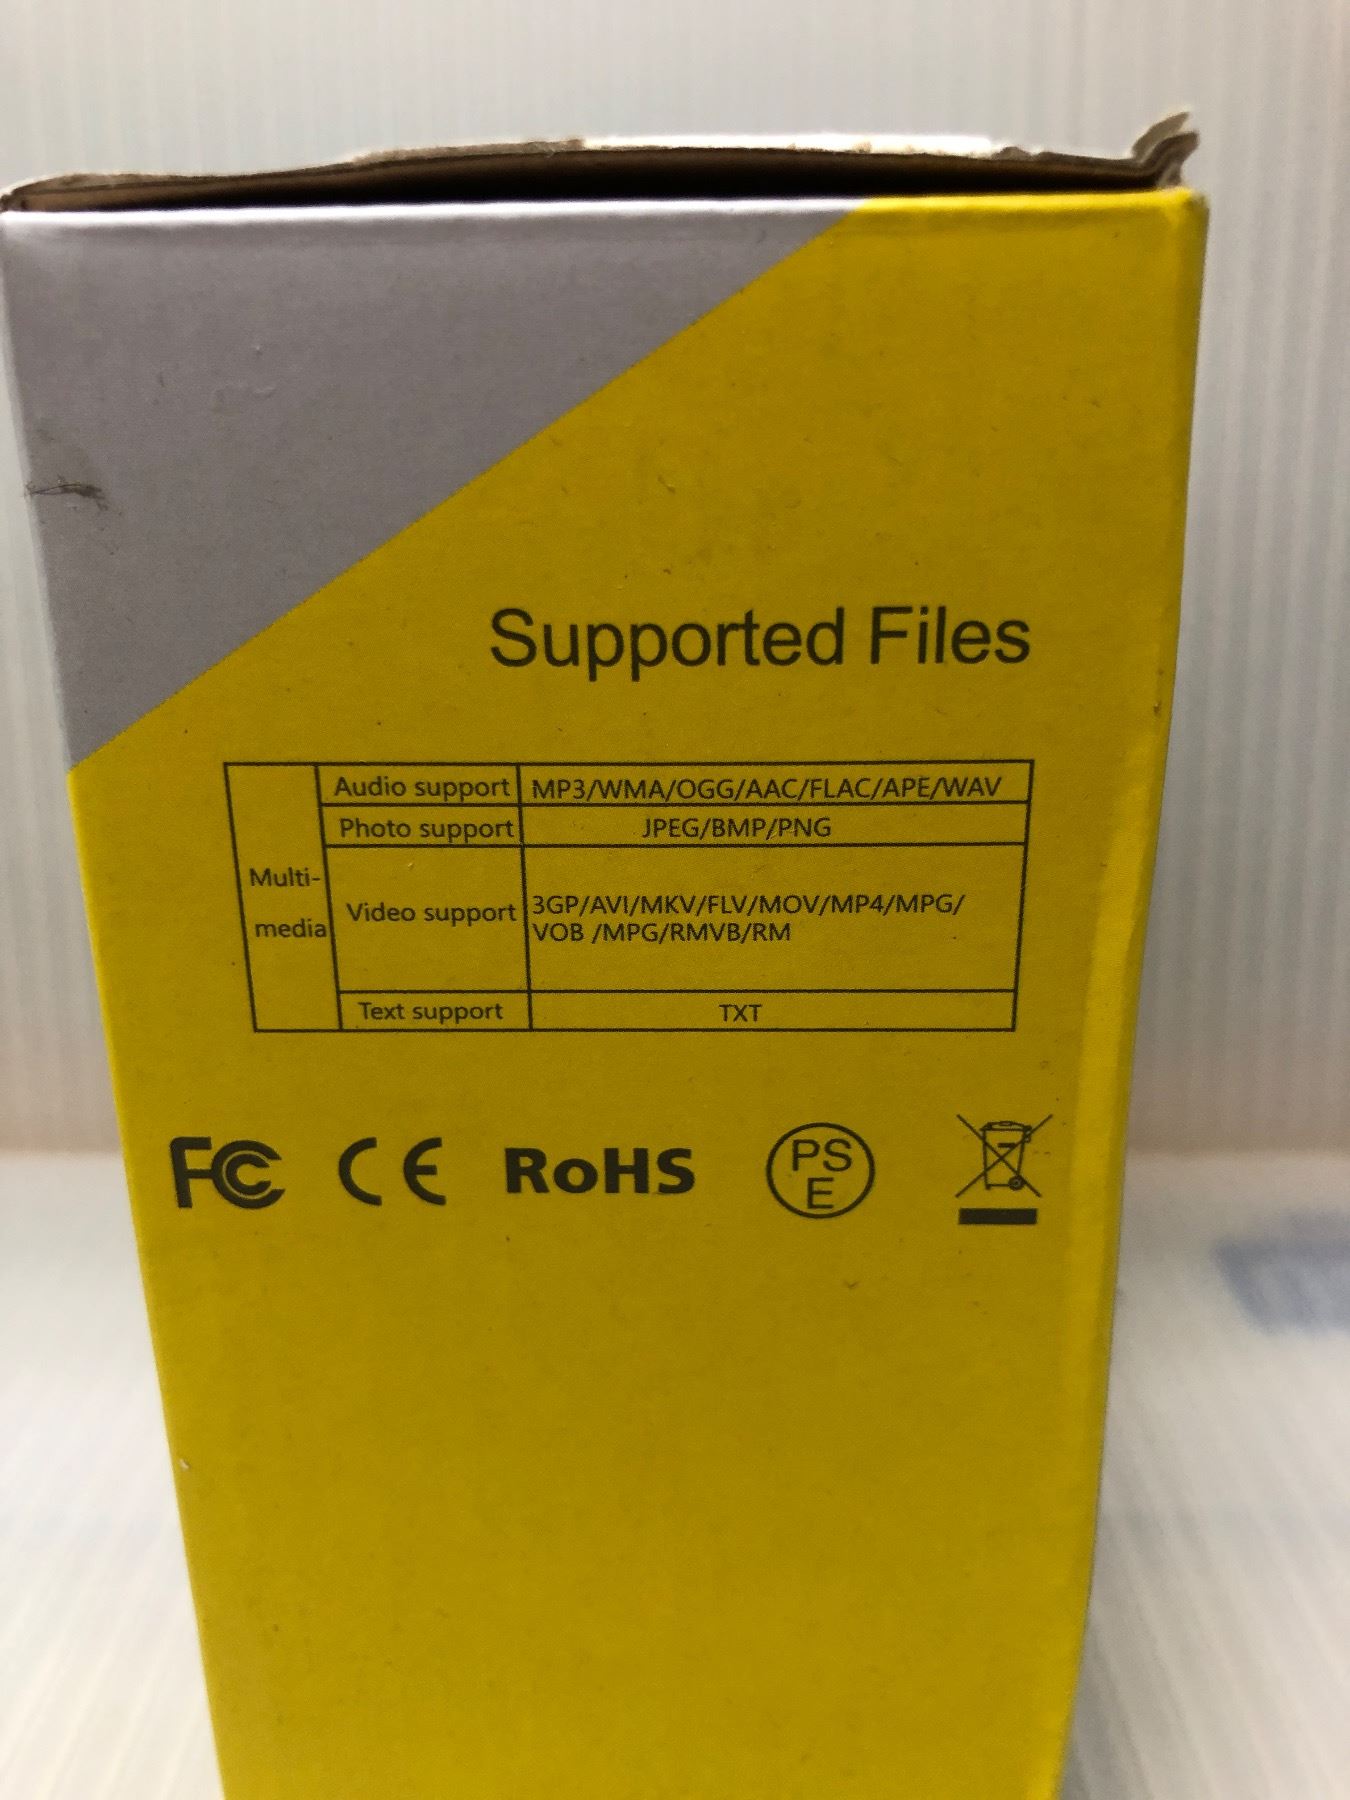 Supported Files
Multi-
media
Audio support MP3/WMA/OGG/AAC/FLAC/APE/WAV
Photo support JPEG/BMP/PNG
Video support 3GP/AVI/MKV/FLV/MOV/MP4/MPG/
VOB /MPG/RMVB/RM
Text support TXT
FC CE RoHS PS
E